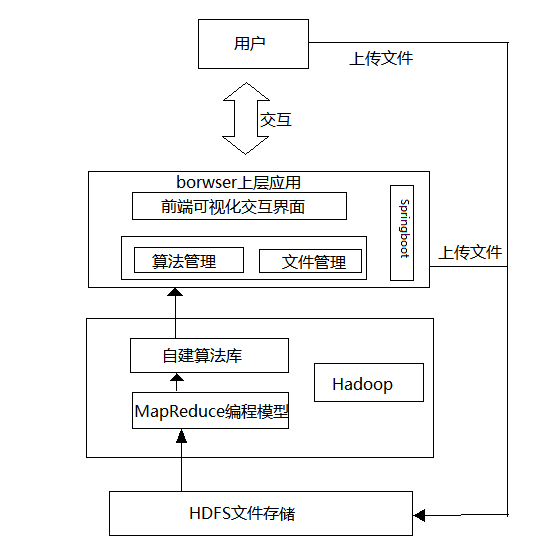 用户
上传文件
交互
borwser上层应用
前端可视化交互界面
Springboot
算法管理
文件管理
上传文件
自建算法库
Hadoop
MapReduce编程模型
HDFS文件存储